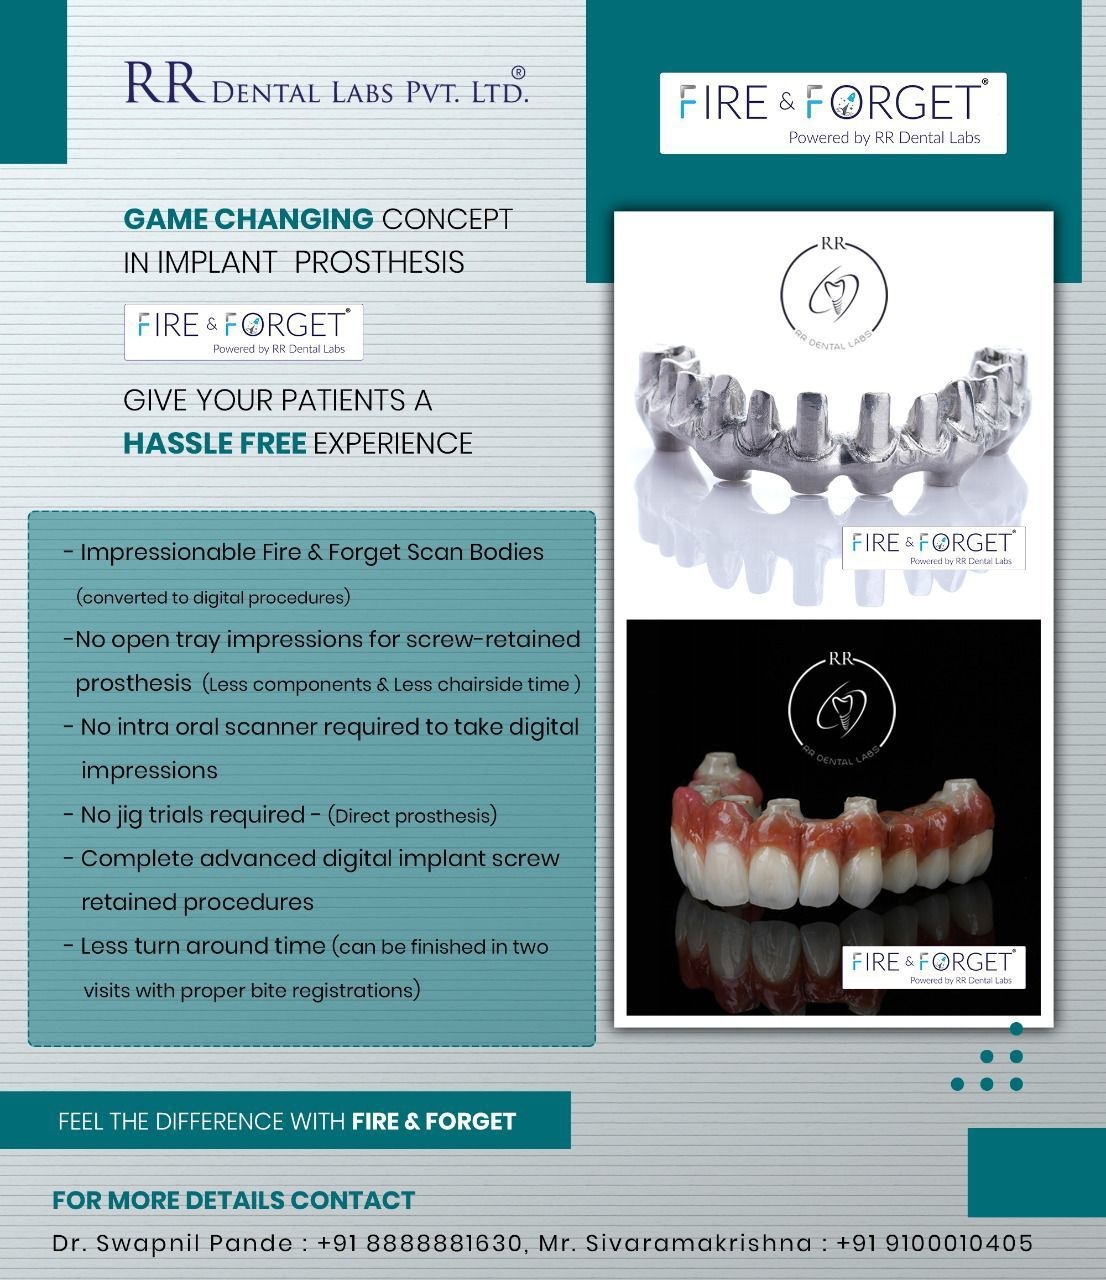 RR DENTAL LABS PVT. LTD.®
FIRE & FORGET®
Powered by RR Dental Labs
GAME CHANGING CONCEPT
IN IMPLANT PROSTHESIS
FIRE & FORGET®
Powered by RR Dental Labs
GIVE YOUR PATIENTS A
HASSLE FREE EXPERIENCE
- Impressionable Fire & Forget Scan Bodies
(converted to digital procedures)
-No open tray impressions for screw-retained
prosthesis (Less components & Less chairside time )
- No intra oral scanner required to take digital
impressions
- No jig trials required - (Direct prosthesis)
- Complete advanced digital implant screw
retained procedures
- Less turn around time (can be finished in two
visits with proper bite registrations)
RR
RR DENTAL LABS
FIRE & FORGET®
Powered by RR Dental Labs
RR
RR DENTAL LABS
FIRE & FORGET®
Powered by RR Dental Labs
FEEL THE DIFFERENCE WITH FIRE & FORGET
FOR MORE DETAILS CONTACT
Dr. Swapnil Pande : +91 8888881630, Mr. Sivaramakrishna : +91 9100010405